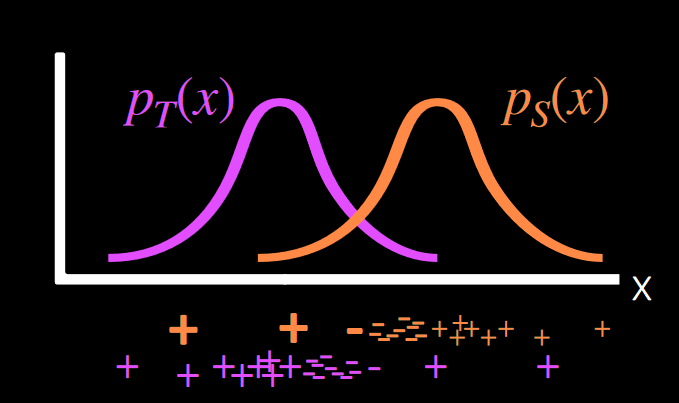 p_T(x) p_S(x)
X
+ + - - - - - - - - - - + + + + + + + +
+ + + + + + + + + - - - - - - - - - + +